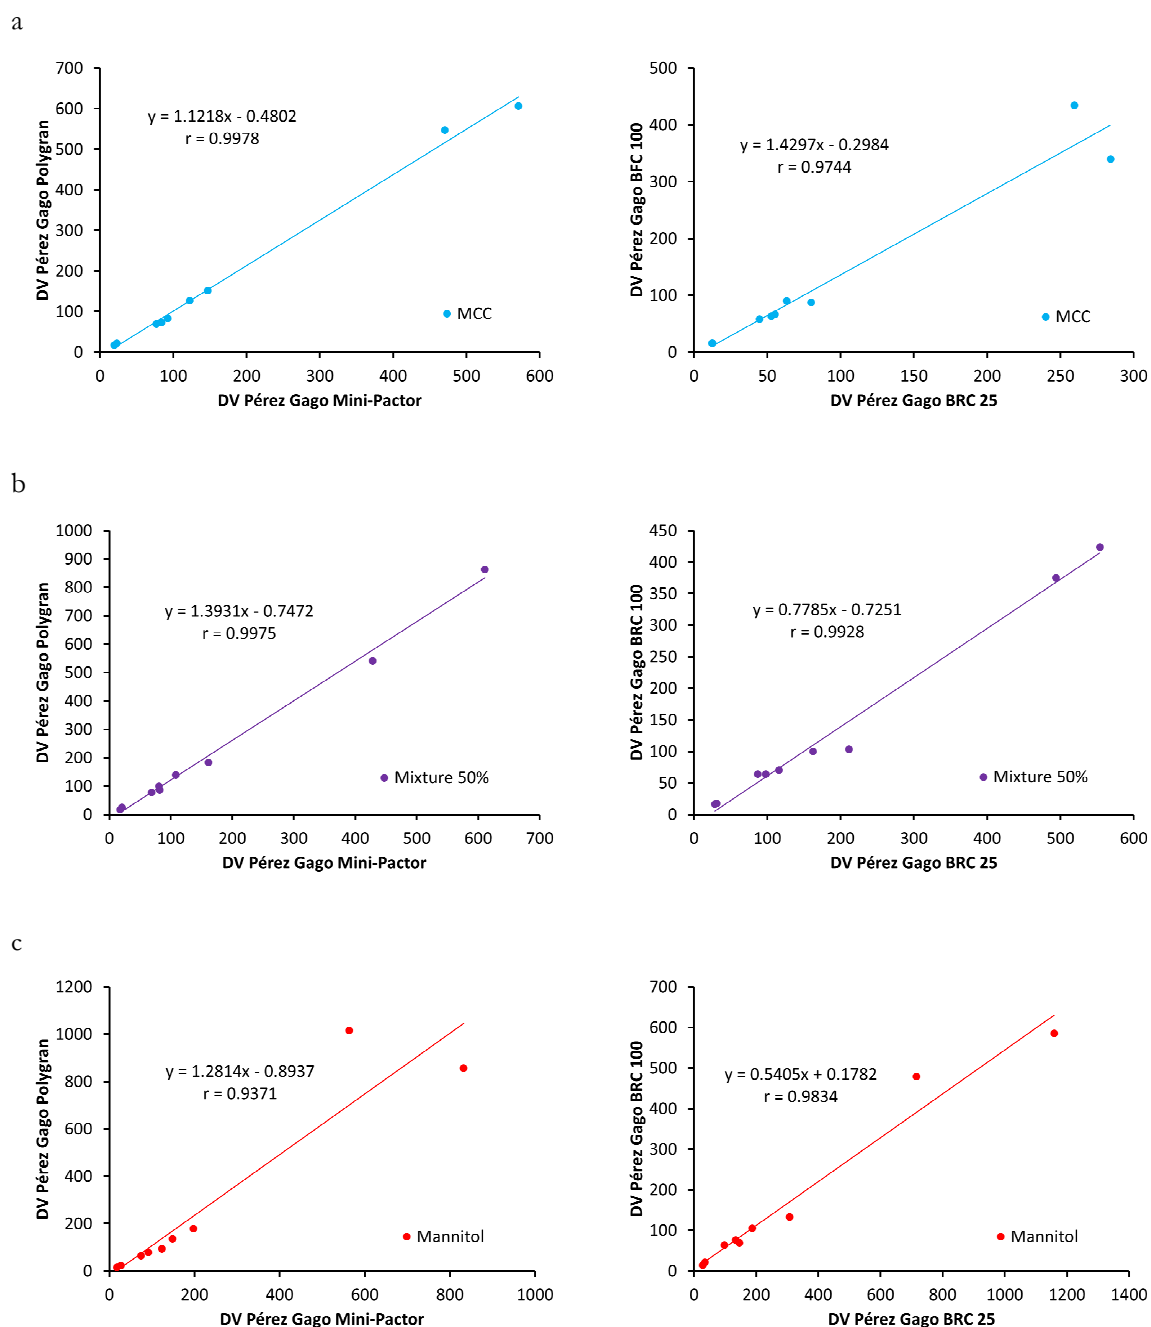 a
700
600
500
400
300
200
100
0
0 100 200 300 400 500 600
DV Pérez Gago Polygran
DV Pérez Gago Mini-Pactor
y = 1.1218x - 0.4802
r = 0.9978
MCC
500
400
300
200
100
0
0 50 100 150 200 250 300
DV Pérez Gago BFC 100
DV Pérez Gago BRC 25
y = 1.4297x - 0.2984
r = 0.9744
MCC
b
1000
900
800
700
600
500
400
300
200
100
0
0 100 200 300 400 500 600 700
DV Pérez Gago Polygran
DV Pérez Gago Mini-Pactor
y = 1.3931x - 0.7472
r = 0.9975
Mixture 50%
450
400
350
300
250
200
150
100
50
0
0 100 200 300 400 500 600
DV Pérez Gago BRC 100
DV Pérez Gago BRC 25
y = 0.7785x - 0.7251
r = 0.9928
Mixture 50%
c
1200
1000
800
600
400
200
0
0 200 400 600 800 1000
DV Pérez Gago Polygran
DV Pérez Gago Mini-Pactor
y = 1.2814x - 0.8937
r = 0.9371
Mannitol
700
600
500
400
300
200
100
0
0 200 400 600 800 1000 1200 1400
DV Pérez Gago BRC 100
DV Pérez Gago BRC 25
y = 0.5405x + 0.1782
r = 0.9834
Mannitol